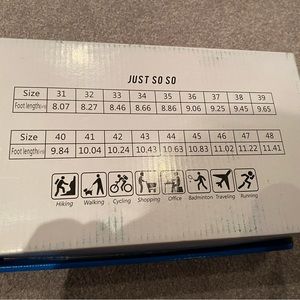 JUST SO SO
Size 31 32 33 34 35 36 37 38 39
Foot length 8.07 8.27 8.46 8.66 8.86 9.06 9.25 9.45 9.65
Size 40 41 42 43 44 45 46 47 48
Foot length 9.84 10.04 10.24 10.43 10.63 10.83 11.02 11.22 11.41
Hiking Walking Cycling Shopping Office Badminton Traveling Running